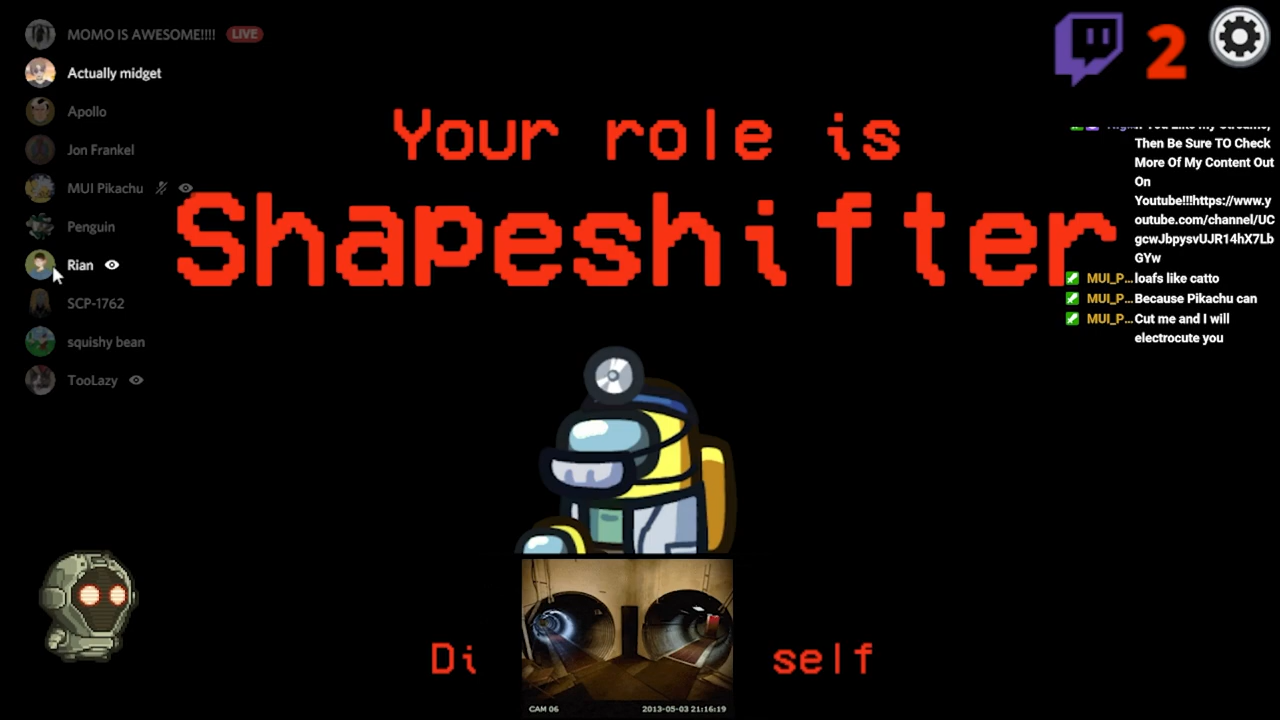 MOMO IS AWESOME!!!! LIVE
Actually midget
Apollo
Jon Frankel
MUI Pikachu
Penguin
Rian
SCP-1762
squishy bean
TooLazy
2
Your role is
Shapeshifter
Then Be Sure TO Check
More Of My Content Out
On
Youtube!!!https://www.y
outube.com/channel/UC
gcwJbpysvUJR14hX7Lb
GYw
MUI_P... loafs like catto
MUI_P... Because Pikachu can
MUI_P... Cut me and I will
electrocute you
Di self
CAM 06 2013-05-03 21:16:19